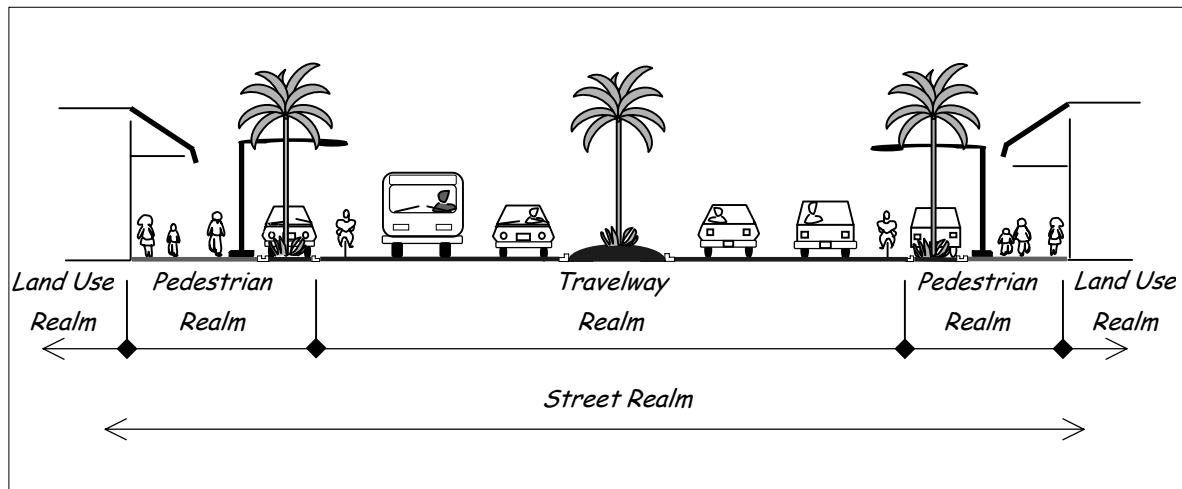 Land Use Pedestrian Travelway Pedestrian Land Use
Realm Realm Realm Realm Realm
Street Realm